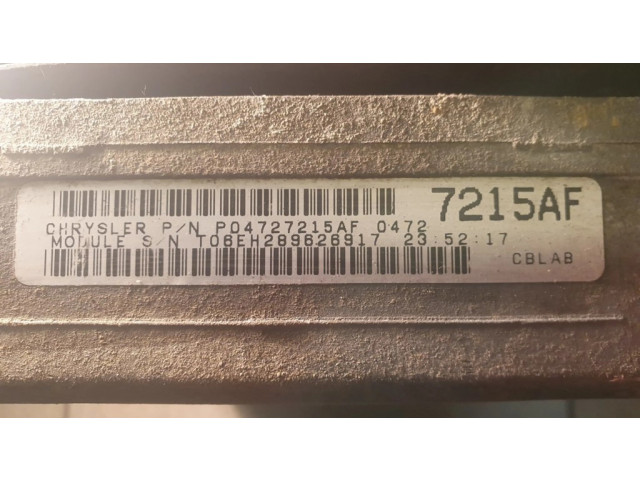 7215AF
CHRYSLER P/N P04727215AF 0472
MODULE S/N T06EH289626917 23:52:17
CBLAB